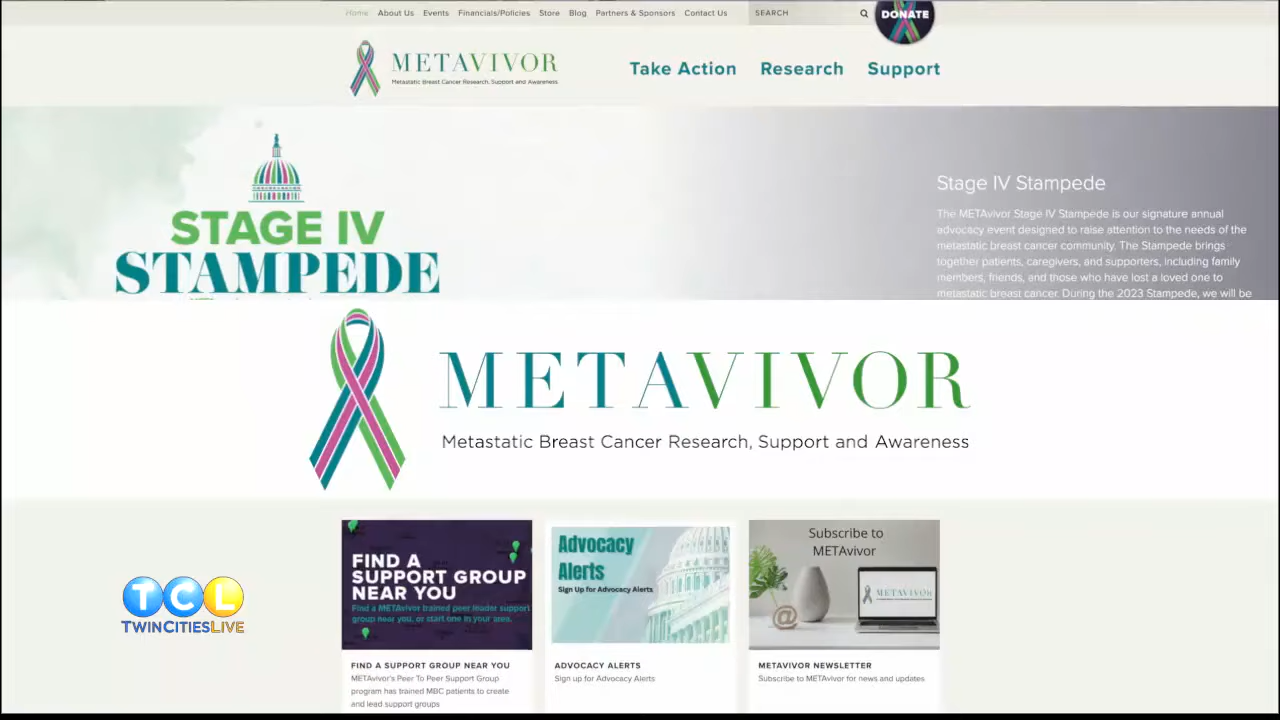 Home About Us Events Financials/Policies Store Blog Partners & Sponsors Contact Us SEARCH DONATE
METAVIVOR
Metastatic Breast Cancer Research, Support and Awareness
Take Action Research Support
STAGE IV
STAMPEDE
Stage IV Stampede
The METAvivor Stage IV Stampede is our signature annual
advocacy event designed to raise attention to the needs of the
metastatic breast cancer community. The Stampede brings
together patients, caregivers, and supporters, including family
members, friends, and those who have lost a loved one to
metastatic breast cancer. During the 2023 Stampede, we will be
METAVIVOR
Metastatic Breast Cancer Research, Support and Awareness
FIND A
SUPPORT GROUP
NEAR YOU
Find a METAvivor trained peer leader support
group near you, or start one in your area.
FIND A SUPPORT GROUP NEAR YOU
METAvivor's Peer To Peer Support Group
program has trained MBC patients to create
and lead support groups
Advocacy
Alerts
Sign Up for Advocacy Alerts
ADVOCACY ALERTS
Sign up for Advocacy Alerts
Subscribe to
METAvivor
@
METAVIVOR
METAVIVOR NEWSLETTER
Subscribe to METAvivor for news and updates
TCL
TWINCITIESLIVE